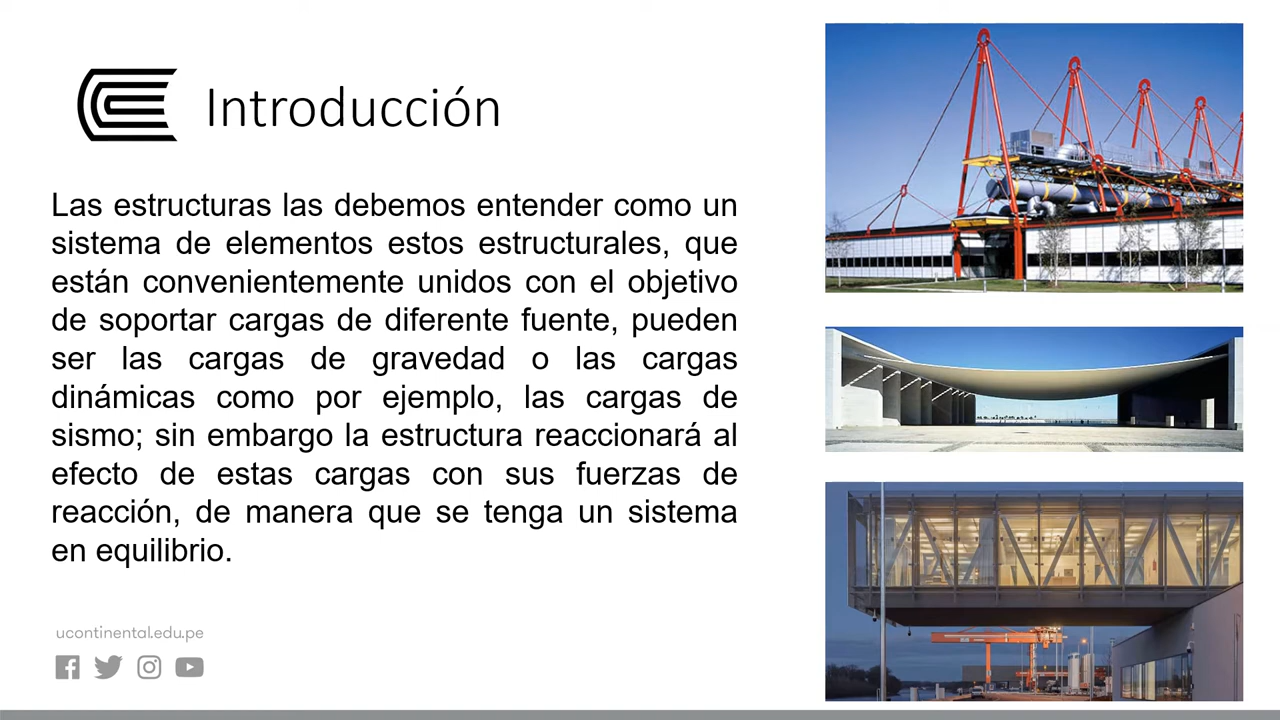 Introducción
Las estructuras las debemos entender como un
sistema de elementos estos estructurales, que
están convenientemente unidos con el objetivo
de soportar cargas de diferente fuente, pueden
ser las cargas de gravedad o las cargas
dinámicas como por ejemplo, las cargas de
sismo; sin embargo la estructura reaccionará al
efecto de estas cargas con sus fuerzas de
reacción, de manera que se tenga un sistema
en equilibrio.
ucontinental.edu.pe